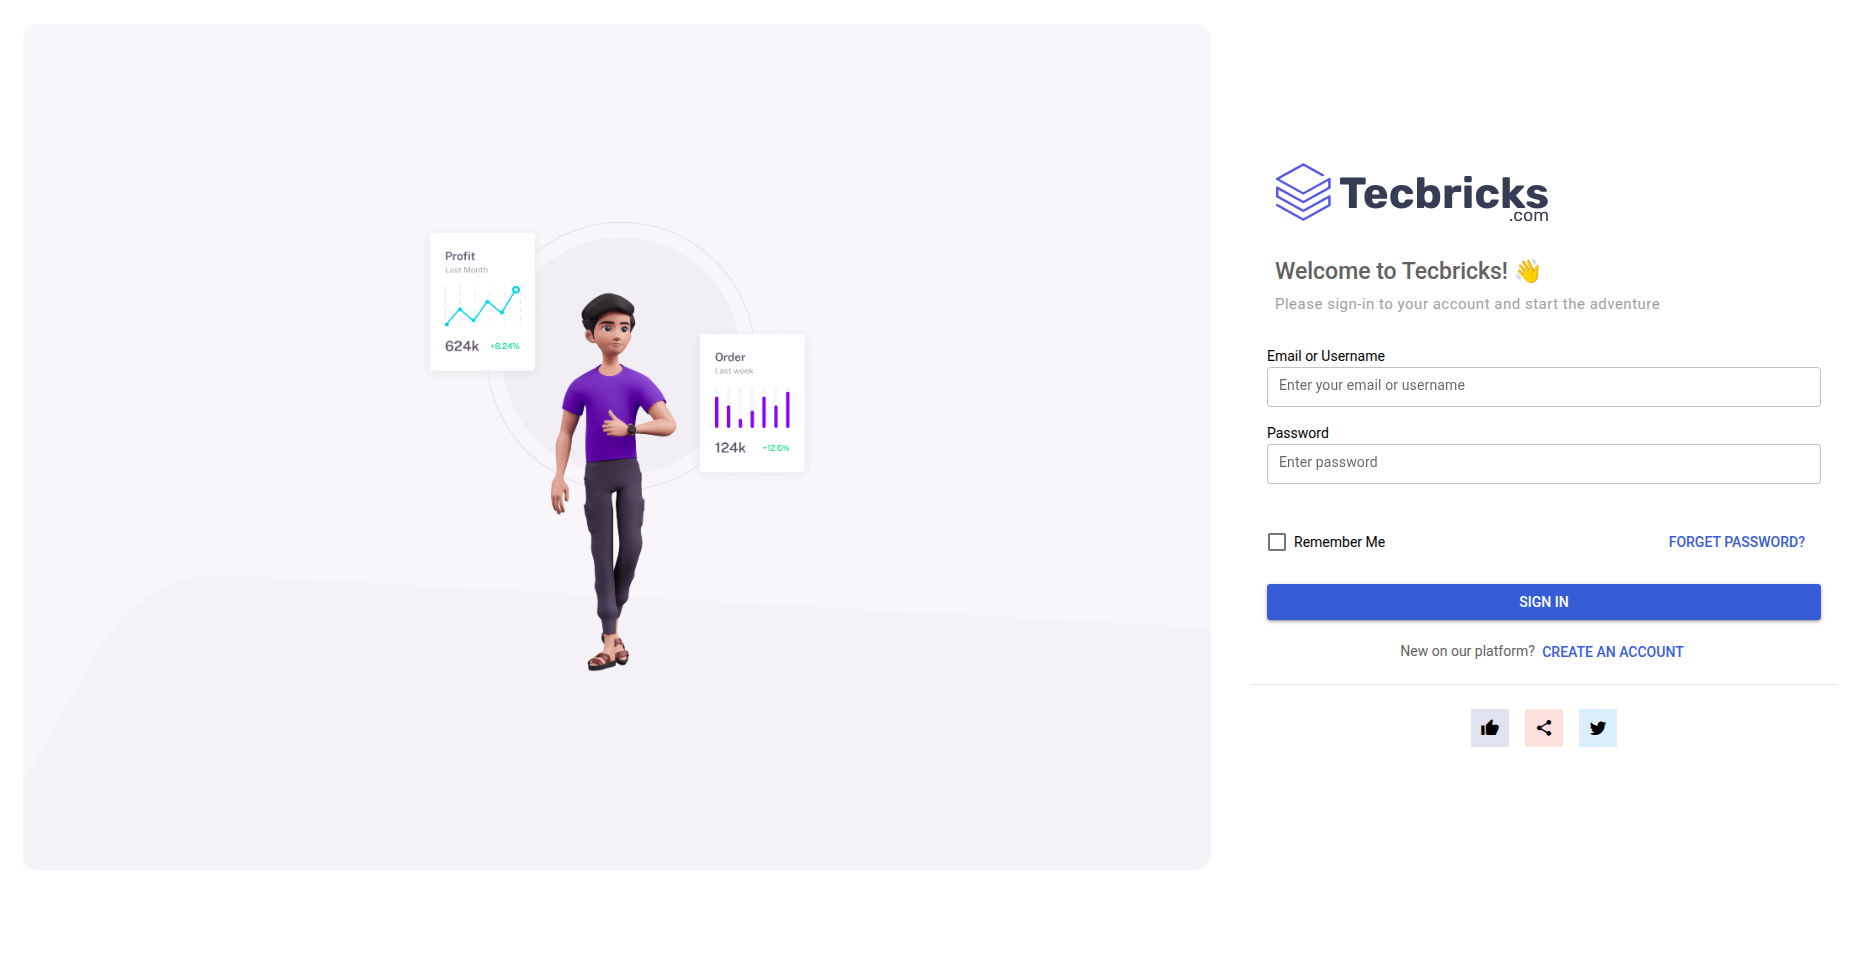 Profit
Last Month
624k +8.24%
Order
Last week
124k +12.6%
Tecbricks
.com
Welcome to Tecbricks! 👋
Please sign-in to your account and start the adventure
Email or Username
Enter your email or username
Password
Enter password
Remember Me FORGET PASSWORD?
SIGN IN
New on our platform? CREATE AN ACCOUNT